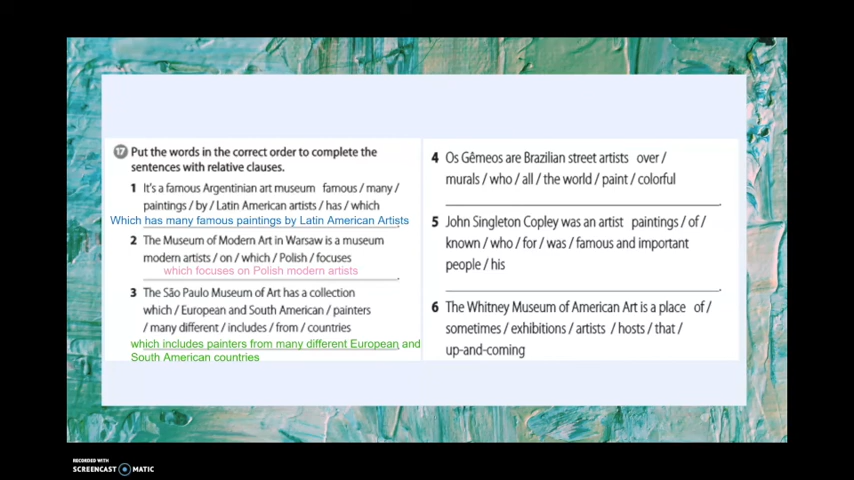 17 Put the words in the correct order to complete the
sentences with relative clauses.
1 It's a famous Argentinian art museum famous / many /
paintings / by / Latin American artists / has / which
Which has many famous paintings by Latin American Artists
2 The Museum of Modern Art in Warsaw is a museum
modern artists / on / which / Polish / focuses
which focuses on Polish modern artists
3 The São Paulo Museum of Art has a collection
which / European and South American / painters
/ many different / includes / from / countries
which includes painters from many different European and
South American countries
4 Os Gêmeos are Brazilian street artists over /
murals / who / all / the world / paint / colorful
5 John Singleton Copley was an artist paintings / of /
known / who / for / was / famous and important
people / his
6 The Whitney Museum of American Art is a place of /
sometimes / exhibitions / artists / hosts / that /
up-and-coming
RECORDED WITH
SCREENCAST MATIC